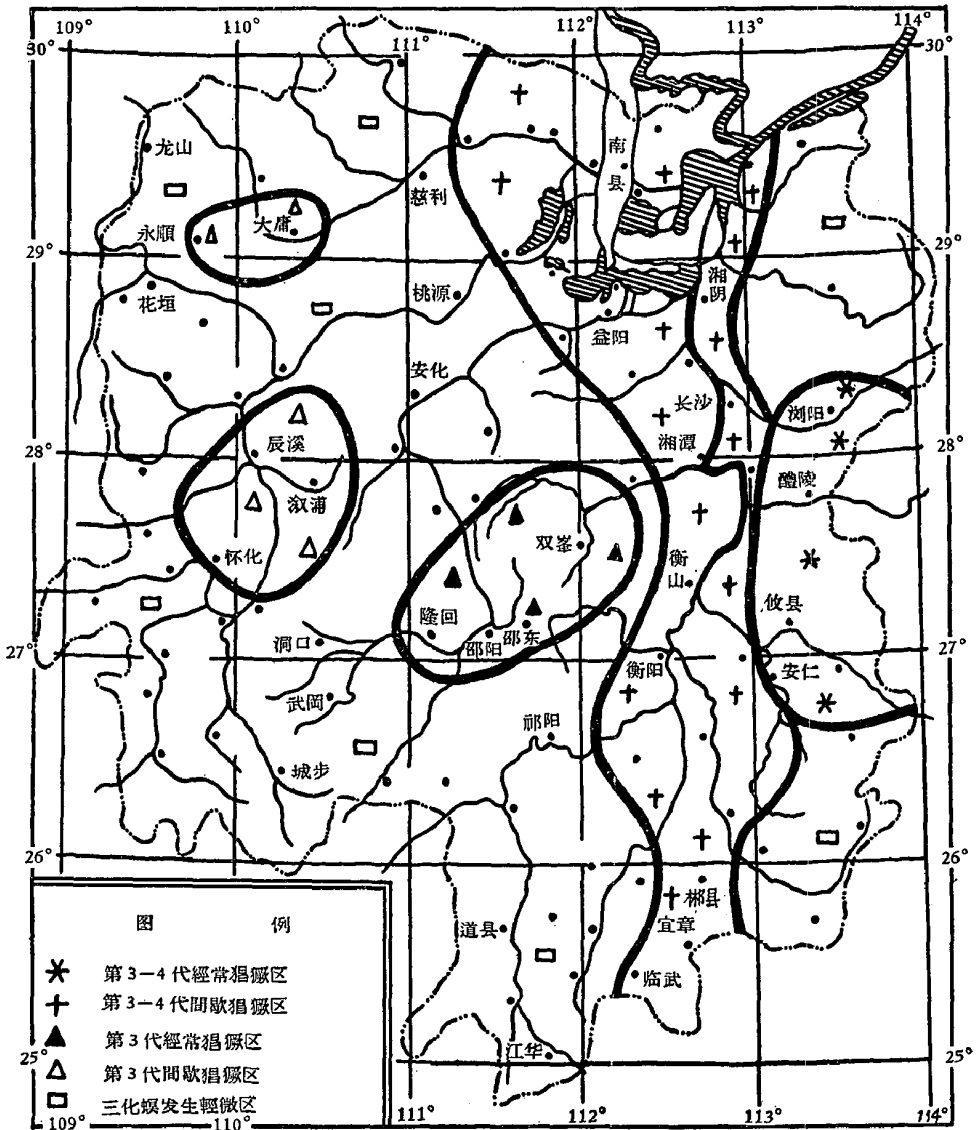 109° 110° 111° 112° 113° 114°
30° 30°
龙山
南县
慈利
大庸
永順
29° 29°
湘阴
花垣
桃源
益阳
安化
长沙
浏阳
辰溪
湘潭
28° 28°
醴陵
溆浦
双峯
怀化
衡山
攸县
隆回
邵东
邵阳
洞口
27° 27°
衡阳
安仁
武岡
祁阳
城步
26° 26°
郴县
道县
宜章
临武
江华
25° 25°
图 例
第3-4代經常猖獗区
第3-4代間歇猖獗区
第3代經常猖獗区
第3代間歇猖獗区
三化螟发生輕微区
109° 110° 111° 112° 113° 114°